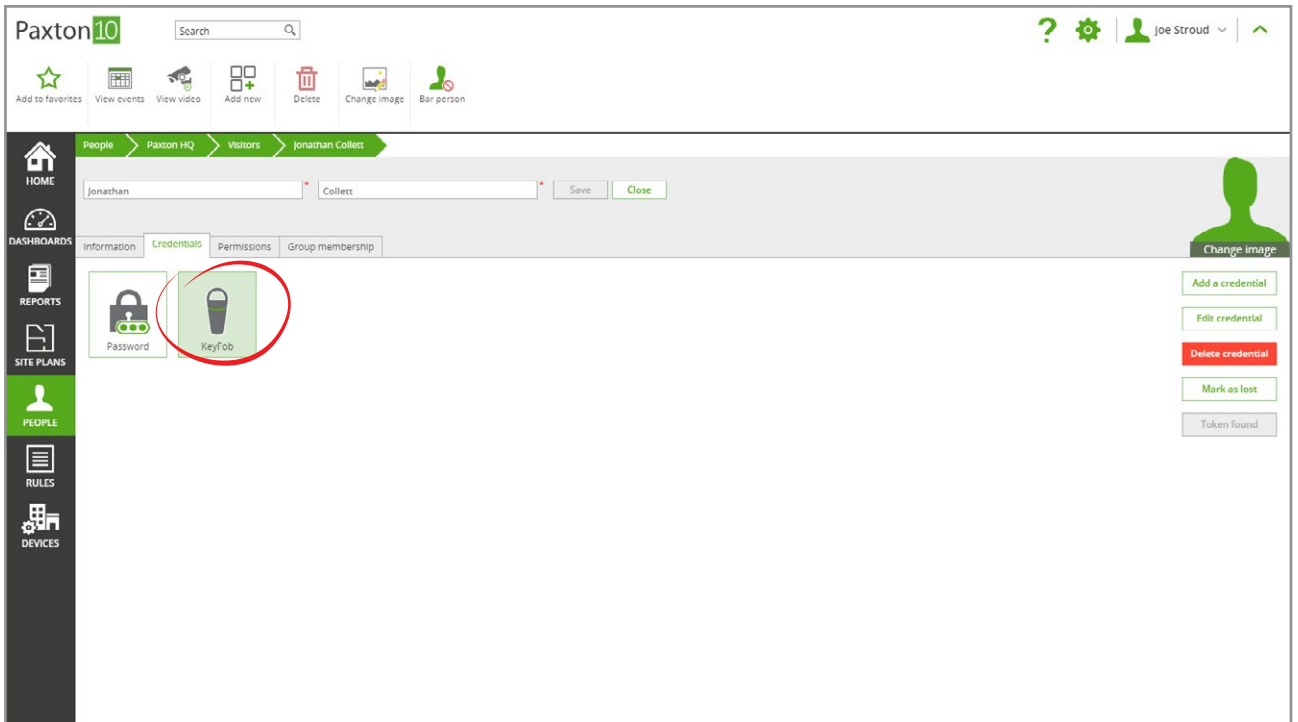 Paxton10
Search
Joe Stroud
Add to favorites
View events
View video
Add new
Delete
Change image
Bar person
People
Paxton HQ
Visitors
Jonathan Collett
HOME
Jonathan
*
Collett
*
Save
Close
DASHBOARDS
Information
Credentials
Permissions
Group membership
Change image
REPORTS
Password
KeyFob
Add a credential
Edit credential
SITE PLANS
Delete credential
Mark as lost
PEOPLE
Token found
RULES
DEVICES